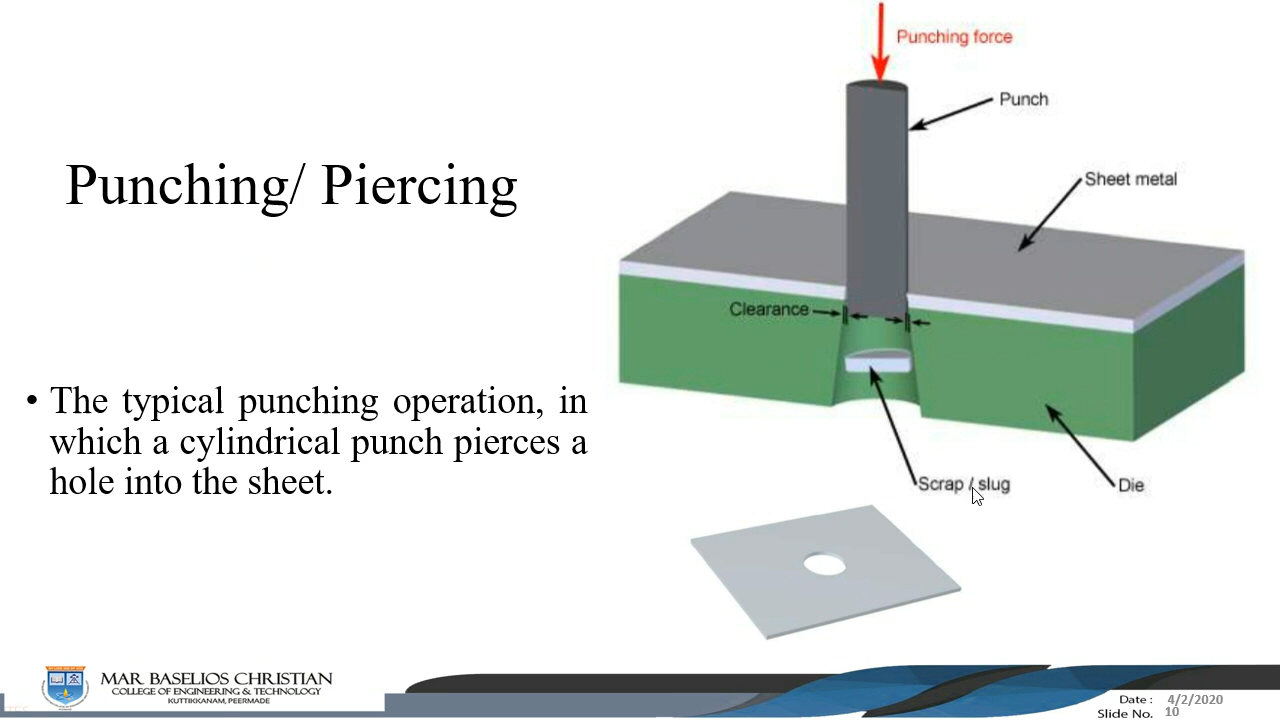 Punching force
Punch
Punching/ Piercing
Sheet metal
Clearance
• The typical punching operation, in
which a cylindrical punch pierces a
hole into the sheet.
Scrap / slug
Die
MAR BASELIOS CHRISTIAN
COLLEGE OF ENGINEERING & TECHNOLOGY
KUTTIKKANAM, PEERMADE
Date : 4/2/2020
Slide No. 10